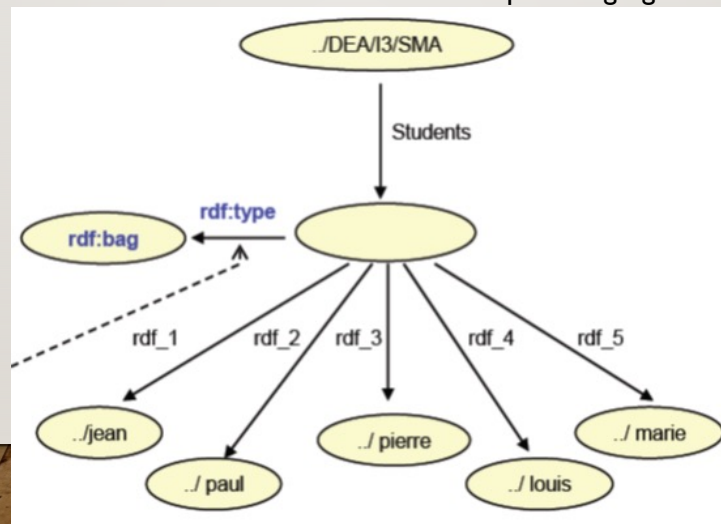 ../DEA/I3/SMA
Students
rdf:type
rdf:bag
rdf_1
rdf_2
rdf_3
rdf_4
rdf_5
../jean
../ pierre
../ marie
../ paul
../ louis